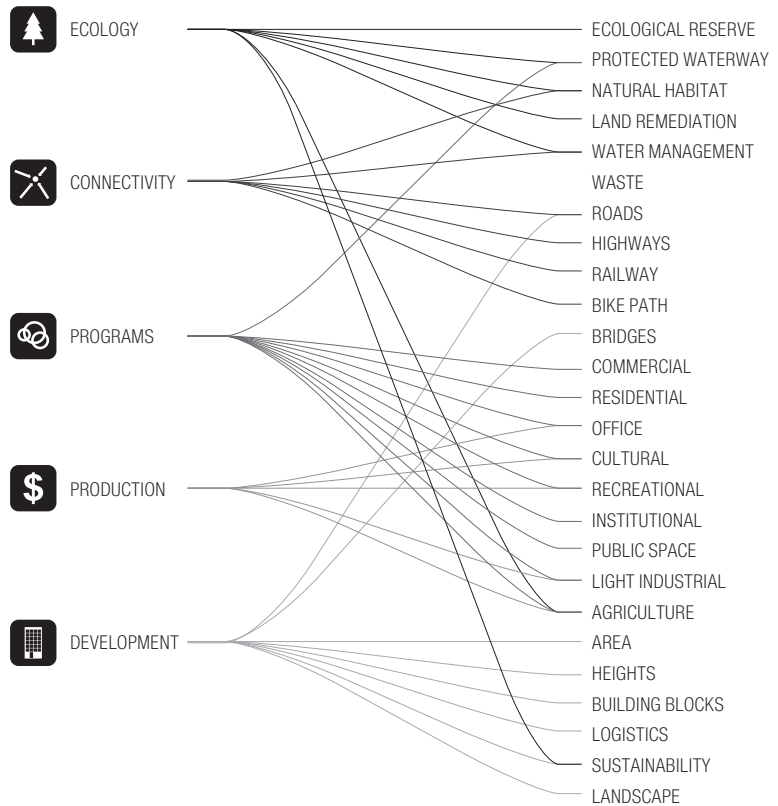 ECOLOGY
CONNECTIVITY
PROGRAMS
$
PRODUCTION
DEVELOPMENT
ECOLOGICAL RESERVE
PROTECTED WATERWAY
NATURAL HABITAT
LAND REMEDIATION
WATER MANAGEMENT
WASTE
ROADS
HIGHWAYS
RAILWAY
BIKE PATH
BRIDGES
COMMERCIAL
RESIDENTIAL
OFFICE
CULTURAL
RECREATIONAL
INSTITUTIONAL
PUBLIC SPACE
LIGHT INDUSTRIAL
AGRICULTURE
AREA
HEIGHTS
BUILDING BLOCKS
LOGISTICS
SUSTAINABILITY
LANDSCAPE